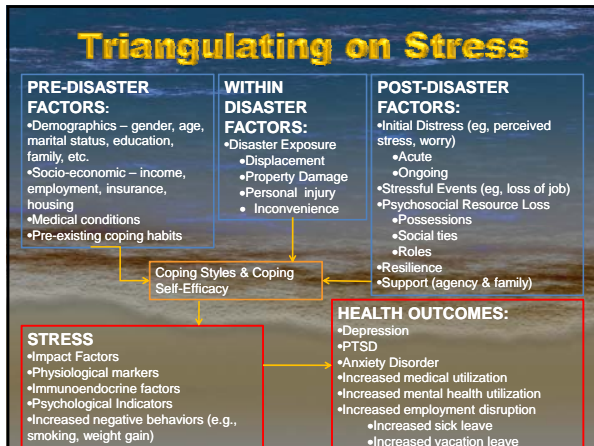 Triangulating on Stress
PRE-DISASTER
FACTORS:
•Demographics – gender, age,
marital status, education,
family, etc.
•Socio-economic – income,
employment, insurance,
housing
•Medical conditions
•Pre-existing coping habits
WITHIN
DISASTER
FACTORS:
•Disaster Exposure
•Displacement
•Property Damage
•Personal injury
• Inconvenience
POST-DISASTER
FACTORS:
•Initial Distress (eg, perceived
stress, worry)
•Acute
•Ongoing
•Stressful Events (eg, loss of job)
•Psychosocial Resource Loss
•Possessions
•Social ties
•Roles
•Resilience
•Support (agency & family)
Coping Styles & Coping
Self-Efficacy
STRESS
•Impact Factors
•Physiological markers
•Immunoendocrine factors
•Psychological Indicators
•Increased negative behaviors (e.g.,
smoking, weight gain)
HEALTH OUTCOMES:
•Depression
•PTSD
•Anxiety Disorder
•Increased medical utilization
•Increased mental health utilization
•Increased employment disruption
•Increased sick leave
•Increased vacation leave